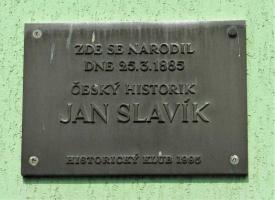 ZDE SE NARODIL
DNE 25.3.1885
ČESKÝ HISTORIK
JAN SLAVÍK
HISTORICKÝ KLUB 1995